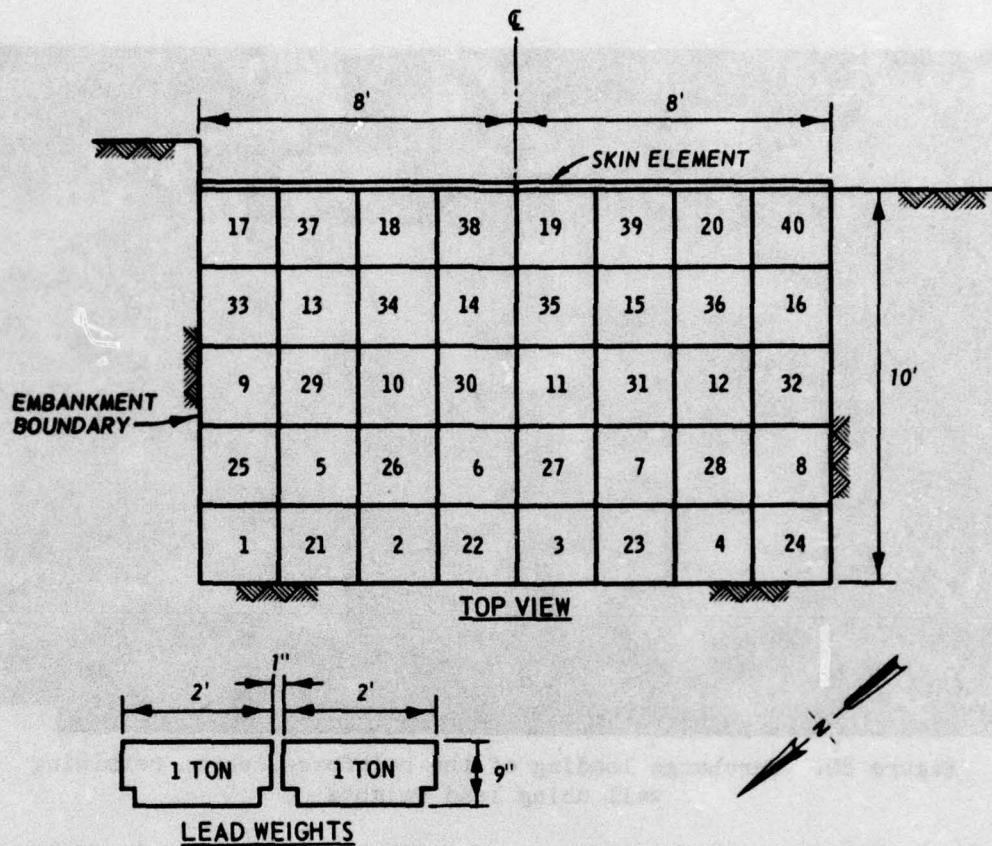 ℄
8' 8'
SKIN ELEMENT
17 37 18 38 19 39 20 40
33 13 34 14 35 15 36 16
9 29 10 30 11 31 12 32
10'
EMBANKMENT
BOUNDARY
25 5 26 6 27 7 28 8
1 21 2 22 3 23 4 24
TOP VIEW
1"
2' 2'
1 TON 1 TON
9"
LEAD WEIGHTS
N